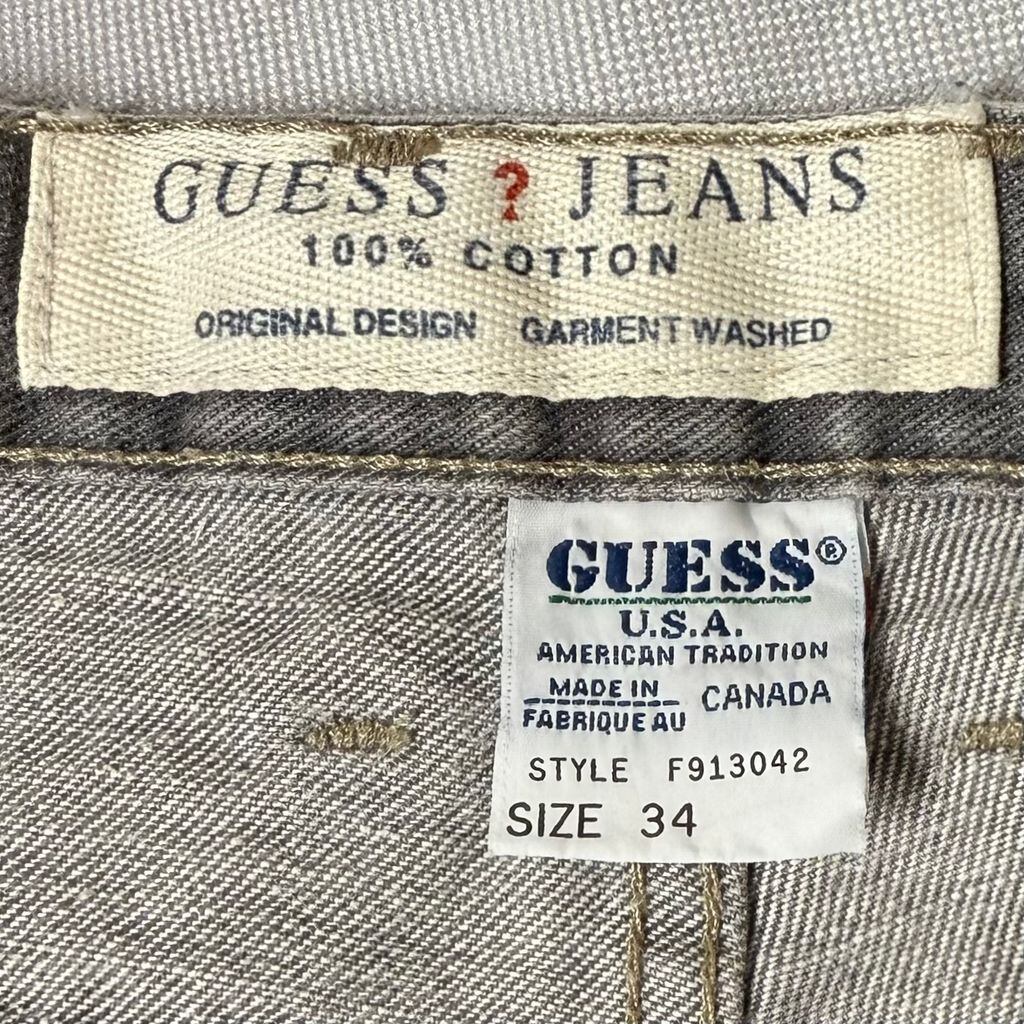 GUESS ? JEANS
100% COTTON
ORIGINAL DESIGN GARMENT WASHED
GUESS®
U.S.A.
AMERICAN TRADITION
MADE IN
FABRIQUE AU CANADA
STYLE F913042
SIZE 34